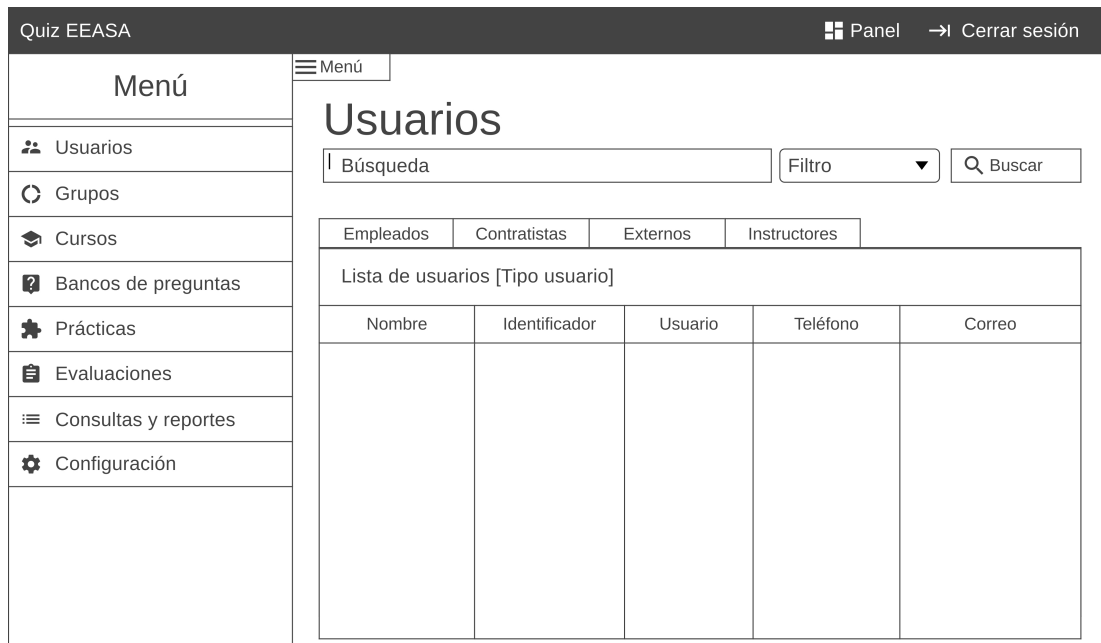 Quiz EEASA Panel Cerrar sesión
Menú
Usuarios
Grupos
Cursos
Bancos de preguntas
Prácticas
Evaluaciones
Consultas y reportes
Configuración
Menú
Usuarios
Búsqueda Filtro Buscar
Empleados Contratistas Externos Instructores
Lista de usuarios [Tipo usuario]
Nombre Identificador Usuario Teléfono Correo